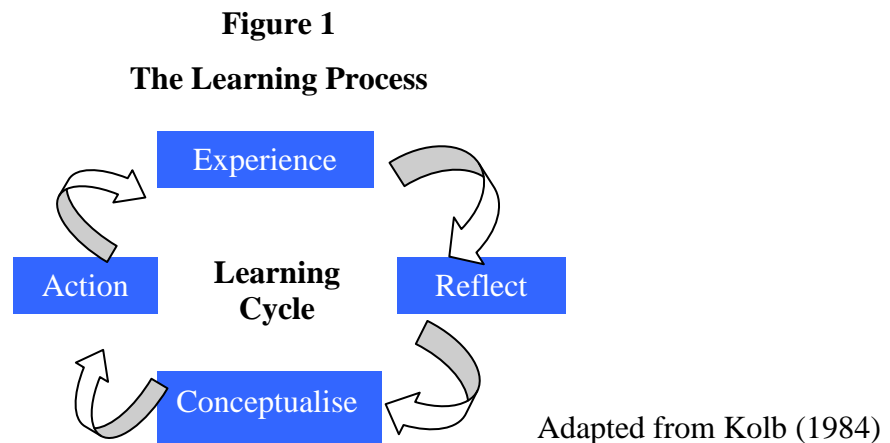 Figure 1
The Learning Process
Experience
Action
Learning
Cycle
Reflect
Conceptualise
Adapted from Kolb (1984)